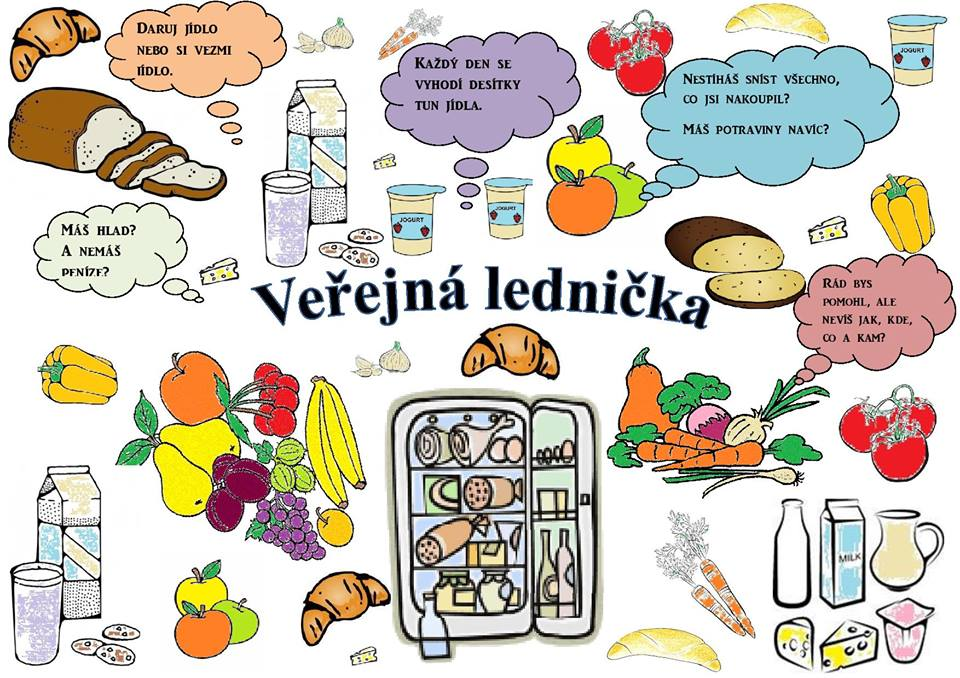 Daruj jídlo
nebo si vezmi
jídlo.
Každý den se
vyhodí desítky
tun jídla.
Nestíháš sníst všechno,
co jsi nakoupil?
Máš potraviny navíc?
JOGURT
JOGURT
JOGURT
Máš hlad?
A nemáš
peníze?
Veřejná lednička
Rád bys
pomohl, ale
nevíš jak, kde,
co a kam?
MILK